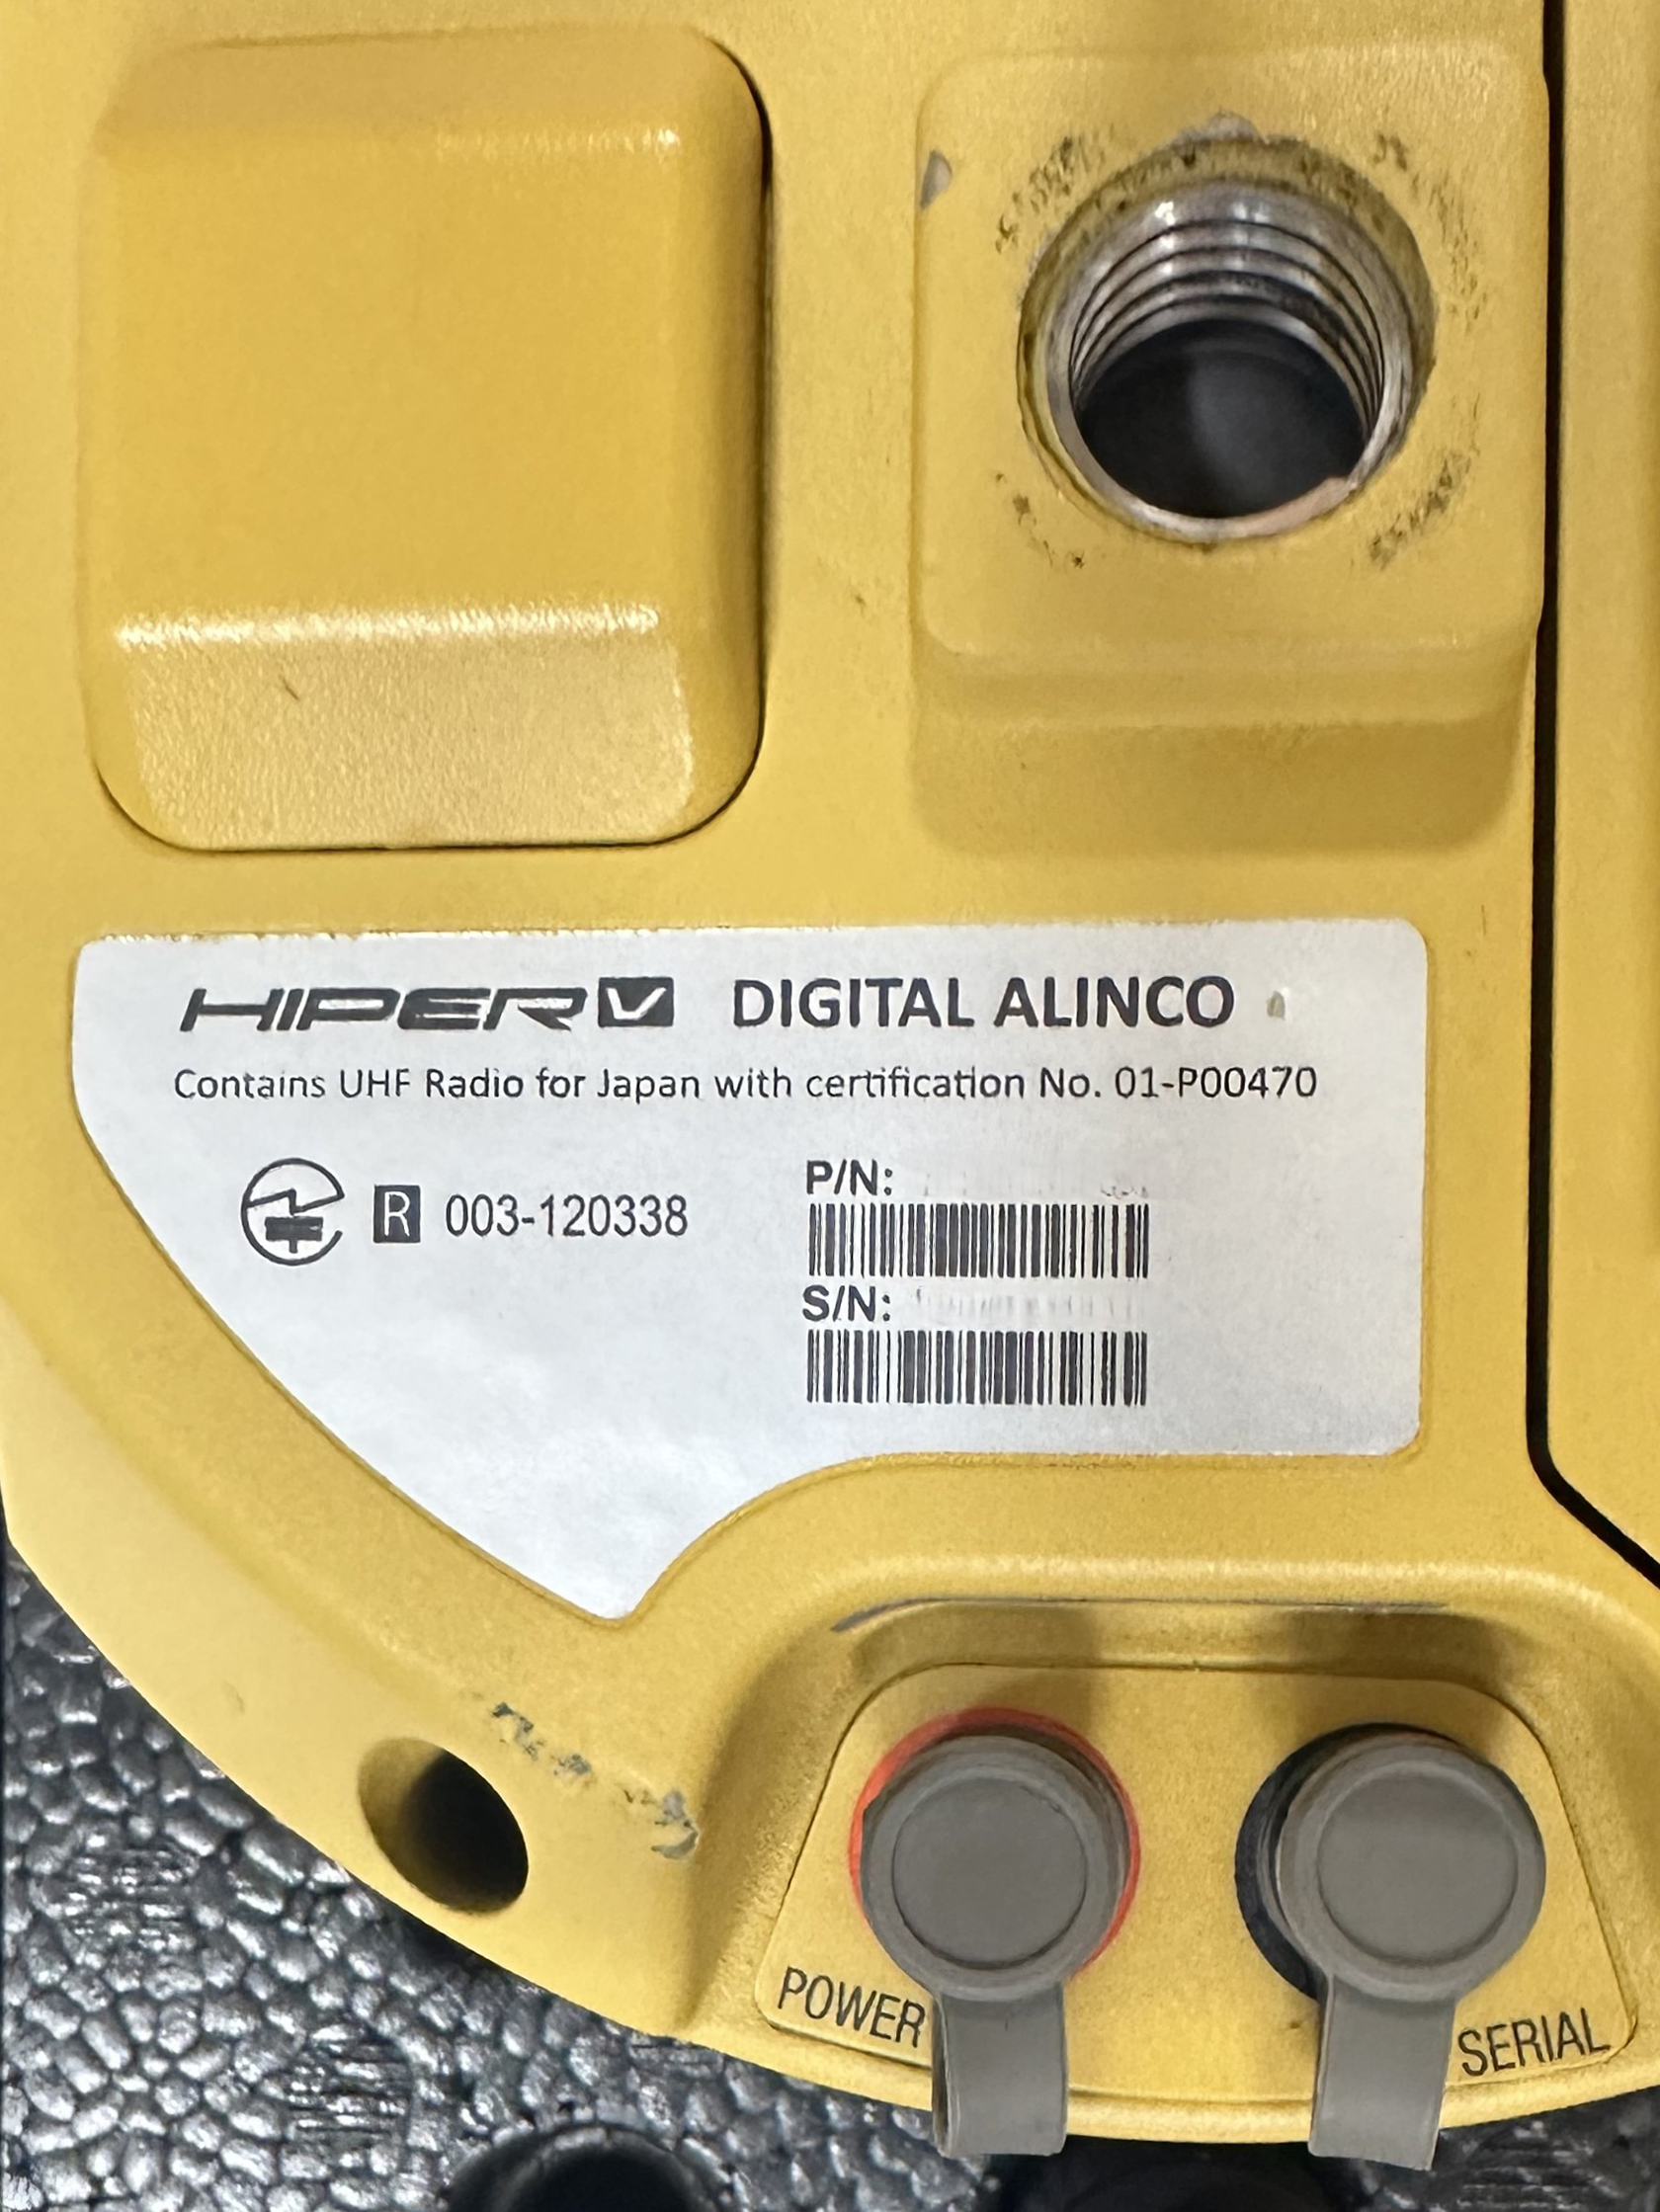 HIPER V DIGITAL ALINCO
Contains UHF Radio for Japan with certification No. 01-P00470
R 003-120338
P/N:
S/N:
POWER
SERIAL